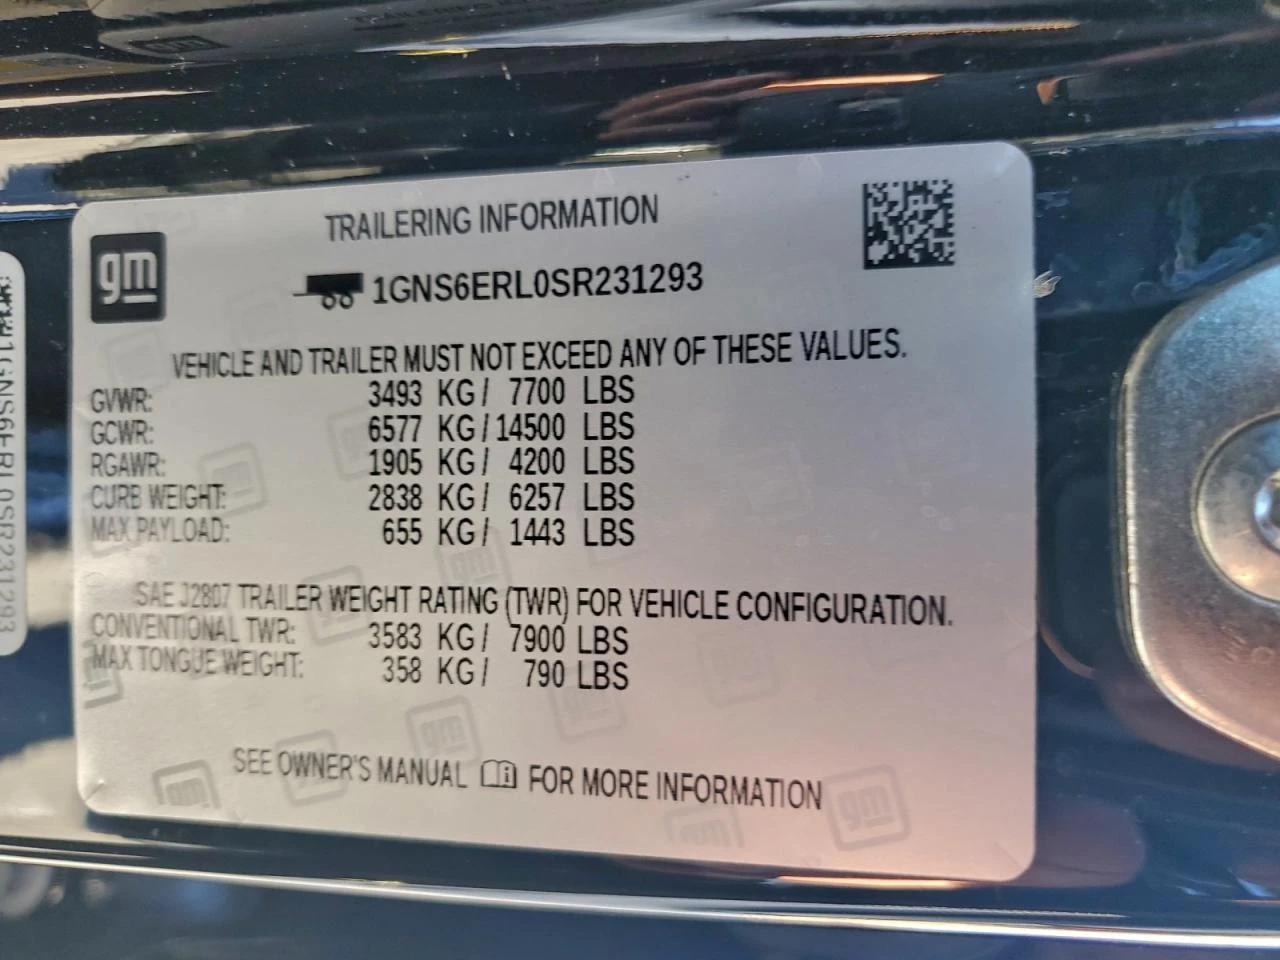 gm
TRAILERING INFORMATION
1GNS6ERL0SR231293
VEHICLE AND TRAILER MUST NOT EXCEED ANY OF THESE VALUES.
GVWR: 3493 KG / 7700 LBS
GCWR: 6577 KG / 14500 LBS
RGAWR: 1905 KG / 4200 LBS
CURB WEIGHT: 2838 KG / 6257 LBS
MAX PAYLOAD: 655 KG / 1443 LBS
SAE J2807 TRAILER WEIGHT RATING (TWR) FOR VEHICLE CONFIGURATION.
CONVENTIONAL TWR: 3583 KG / 7900 LBS
MAX TONGUE WEIGHT: 358 KG / 790 LBS
SEE OWNER'S MANUAL FOR MORE INFORMATION
1GNS6ERL0SR231293